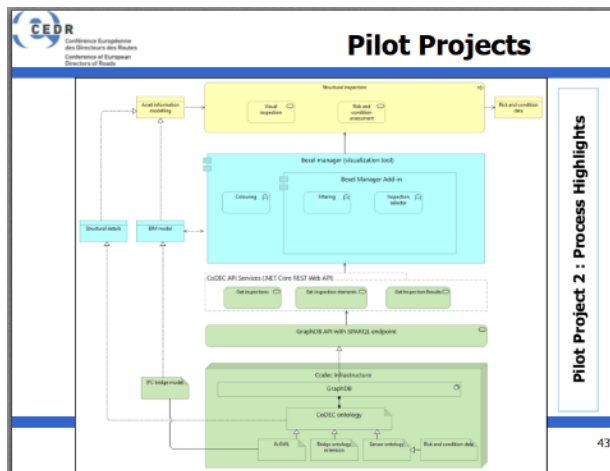 CEDR
Conférence Européenne
des Directeurs des Routes
Conference of European
Directors of Roads
Pilot Projects
Asset information
modelling
Structural inspection
Visual
inspection
Risk and
condition
assessment
Risk and condition
data
Bexel manager (visualization tool)
Bexel Manager Add-in
Colouring
Filtering
Inspection
selector
Structural details
BIM model
CoDEC API Services (.NET Core REST Web API)
Get inspections
Get inspection elements
Get Inspection Results
GraphDB API with SPARQL endpoint
IFC bridge model
Codec Infrastructure
GraphDB
CoDEC ontology
Bridge ontology
extension
Sensor ontology
Risk and condition data
Pilot Project 2 : Process Highlights
43